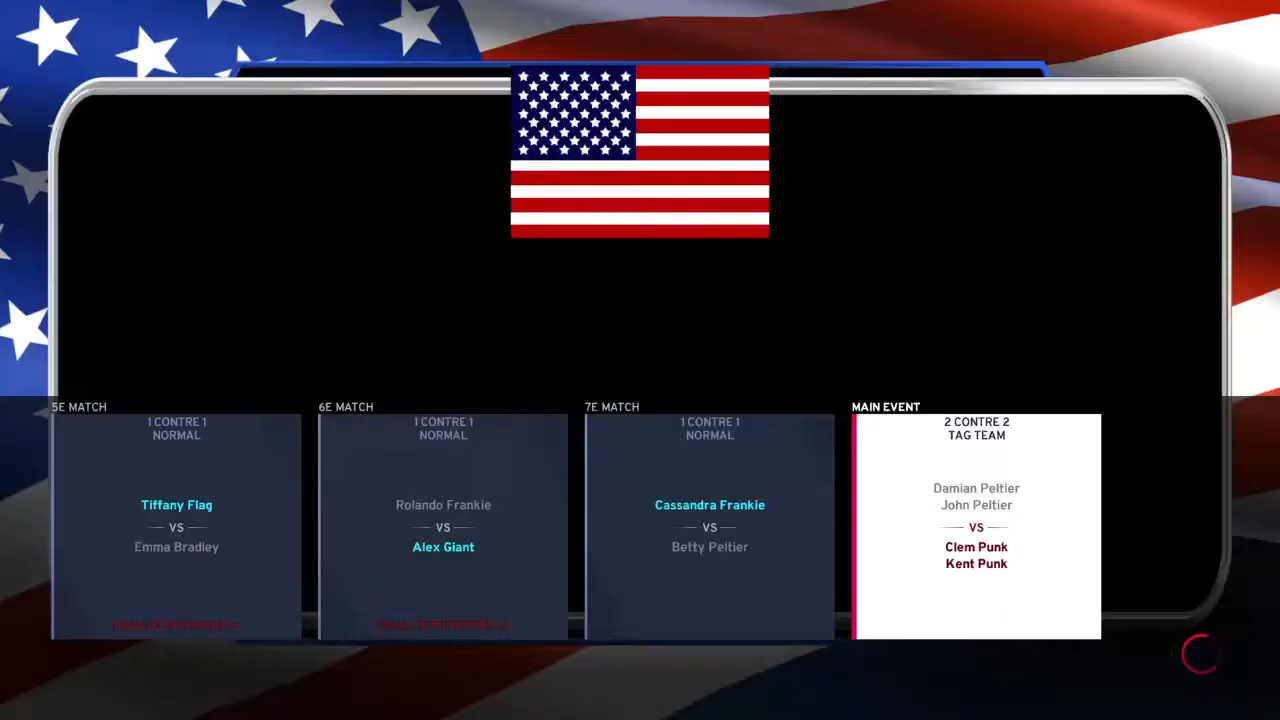 5E MATCH
1 CONTRE 1
NORMAL
Tiffany Flag
VS
Emma Bradley
6E MATCH
1 CONTRE 1
NORMAL
Rolando Frankie
VS
Alex Giant
7E MATCH
1 CONTRE 1
NORMAL
Cassandra Frankie
VS
Betty Peltier
MAIN EVENT
2 CONTRE 2
TAG TEAM
Damian Peltier
John Peltier
VS
Clem Punk
Kent Punk